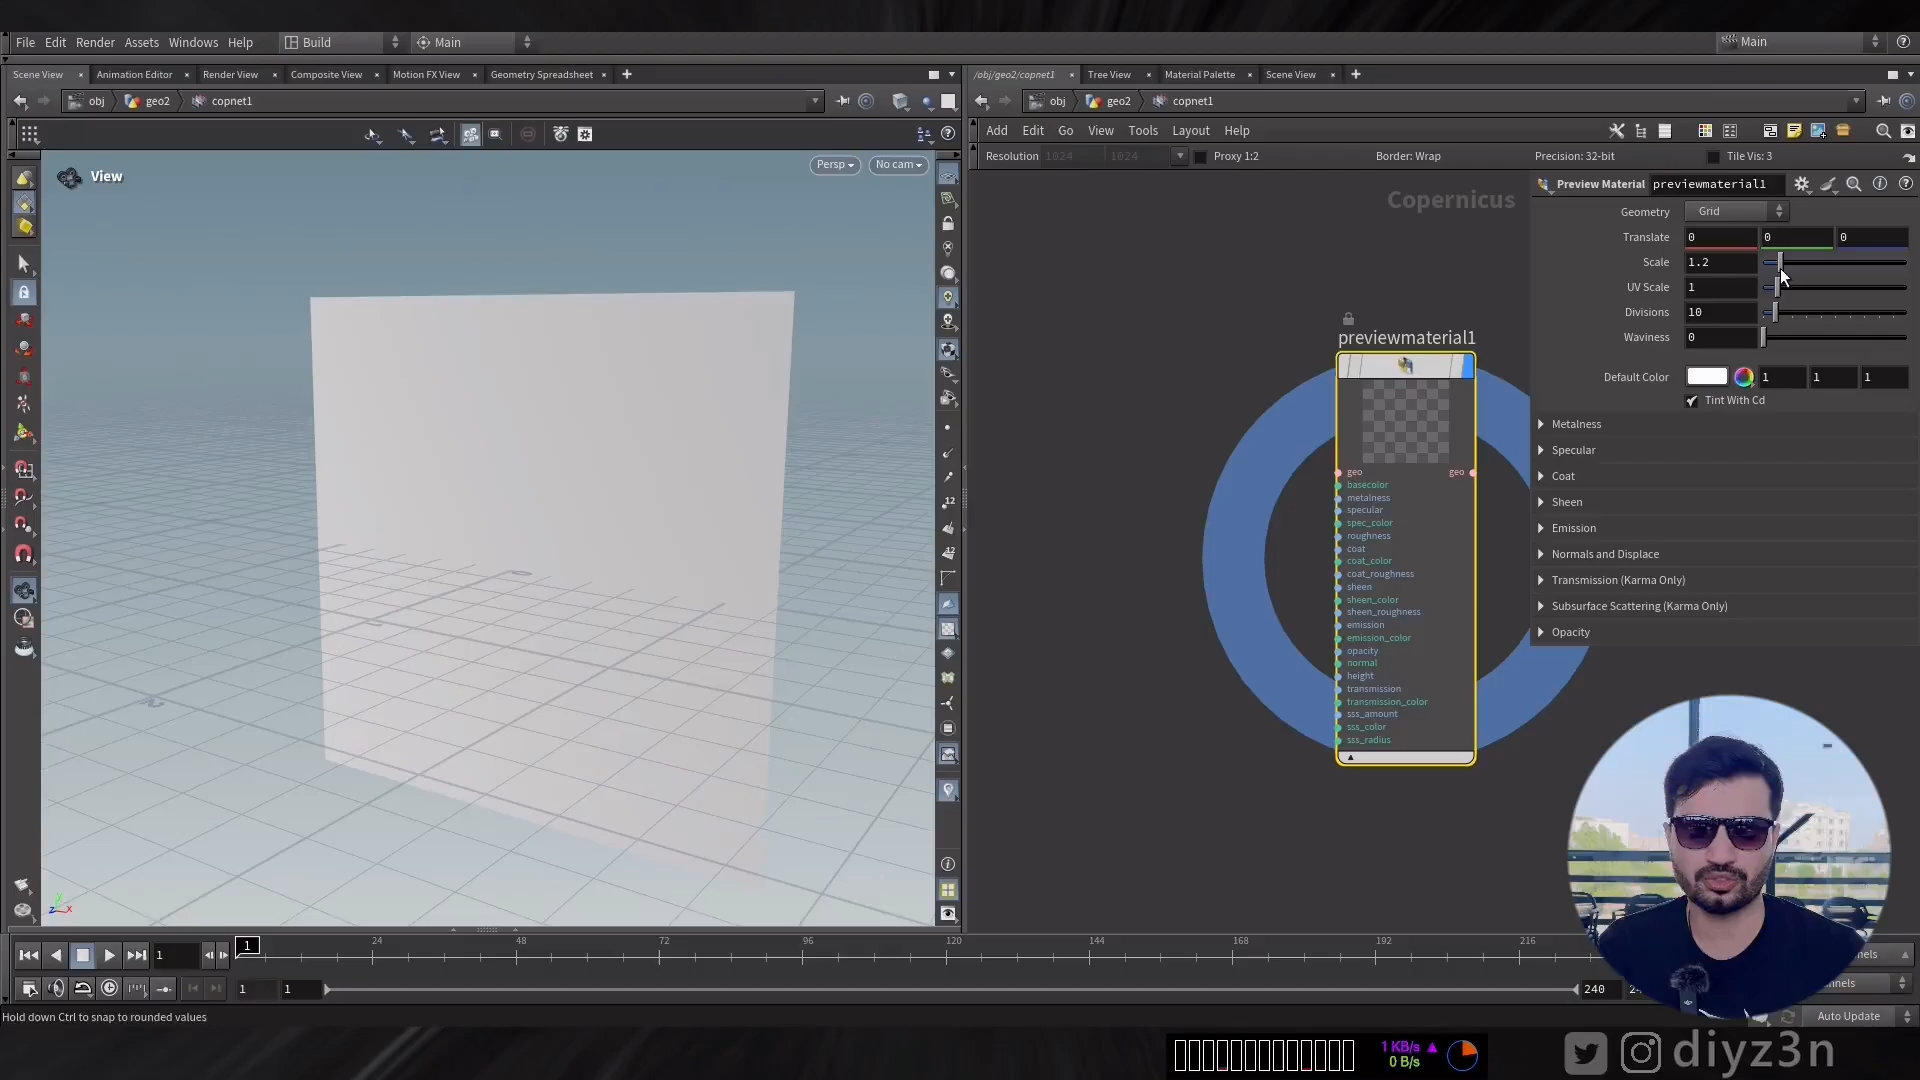 File Edit Render Assets Windows Help Build Main Main
Scene View Animation Editor Render View Composite View Motion FX View Geometry Spreadsheet
/obj/geo2/copnet1 Tree View Material Palette Scene View
obj geo2 copnet1
obj geo2 copnet1
Add Edit Go View Tools Layout Help
Resolution 1024 1024 Proxy 1:2 Border: Wrap Precision: 32-bit Tile Vis: 3
View
Persp
No cam
Copernicus
Preview Material previewmaterial1
Geometry Grid
Translate 0 0 0
Scale 1.2
UV Scale 1
Divisions 10
Waviness 0
Default Color 1 1 1
Tint With Cd
Metalness
Specular
Coat
Sheen
Emission
Normals and Displace
Transmission (Karma Only)
Subsurface Scattering (Karma Only)
Opacity
previewmaterial1
geo geo
basecolor
metalness
specular
spec_color
roughness
coat
coat_color
coat_roughness
sheen
sheen_color
sheen_roughness
emission
emission_color
opacity
normal
height
transmission
transmission_color
sss_amount
sss_color
sss_radius
12
12
z x
1 1 24 48 72 96 120 144 168 192 216
1 1 240
Hold down Ctrl to snap to rounded values
Auto Update
1 KB/s
0 B/s
diyz3n